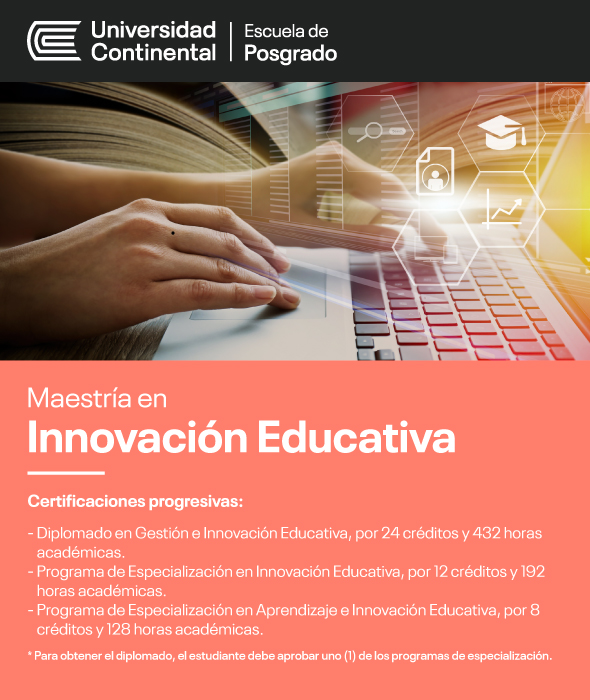 Universidad
Continental
Escuela de
Posgrado
Maestría en
Innovación Educativa
Certificaciones progresivas:
- Diplomado en Gestión e Innovación Educativa, por 24 créditos y 432 horas
académicas.
- Programa de Especialización en Innovación Educativa, por 12 créditos y 192
horas académicas.
- Programa de Especialización en Aprendizaje e Innovación Educativa, por 8
créditos y 128 horas académicas.
* Para obtener el diplomado, el estudiante debe aprobar uno (1) de los programas de especialización.